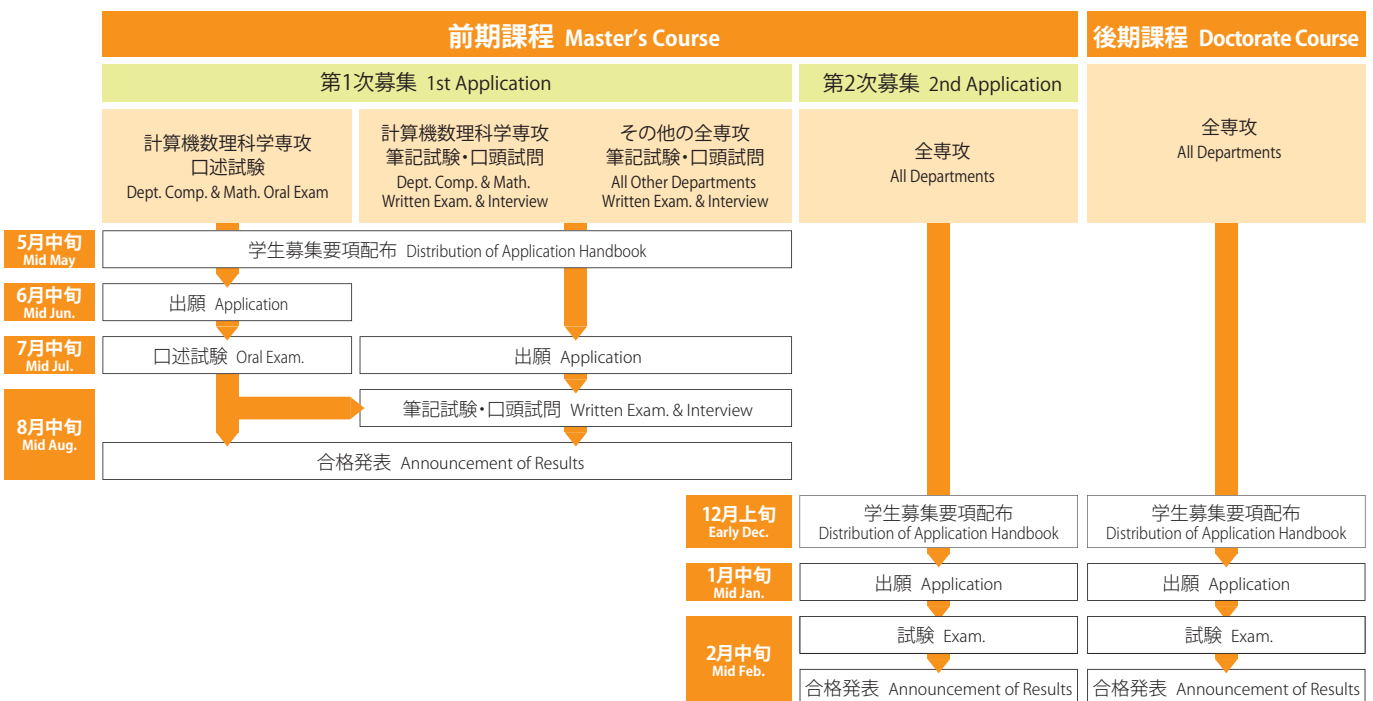 前期課程 Master's Course
後期課程 Doctorate Course
第1次募集 1st Application
第2次募集 2nd Application
計算機数理科学専攻
口述試験
Dept. Comp. & Math. Oral Exam
計算機数理科学専攻
筆記試験・口頭試問
Dept. Comp. & Math.
Written Exam. & Interview
その他の全専攻
筆記試験・口頭試問
All Other Departments
Written Exam. & Interview
全専攻
All Departments
全専攻
All Departments
5月中旬
Mid May
学生募集要項配布 Distribution of Application Handbook
6月中旬
Mid Jun.
出願 Application
7月中旬
Mid Jul.
口述試験 Oral Exam.
出願 Application
8月中旬
Mid Aug.
筆記試験・口頭試問 Written Exam. & Interview
合格発表 Announcement of Results
12月上旬
Early Dec.
学生募集要項配布
Distribution of Application Handbook
学生募集要項配布
Distribution of Application Handbook
1月中旬
Mid Jan.
出願 Application
出願 Application
2月中旬
Mid Feb.
試験 Exam.
試験 Exam.
合格発表 Announcement of Results
合格発表 Announcement of Results